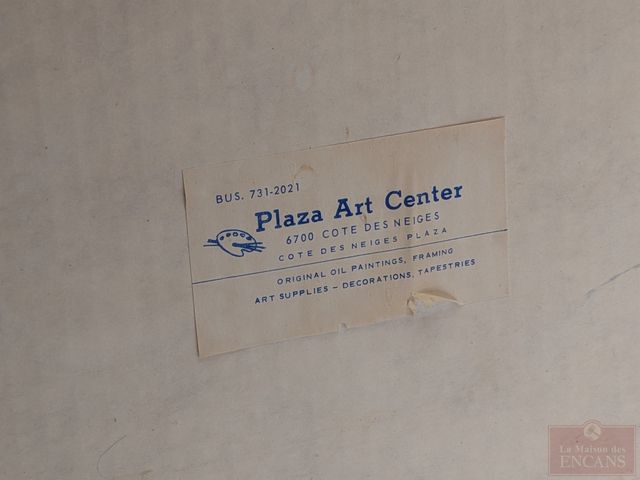 BUS. 731-2021
Plaza Art Center
6700 COTE DES NEIGES
COTE DES NEIGES PLAZA
ORIGINAL OIL PAINTINGS, FRAMING
ART SUPPLIES – DECORATIONS, TAPESTRIES
La Maison des
ENCANS